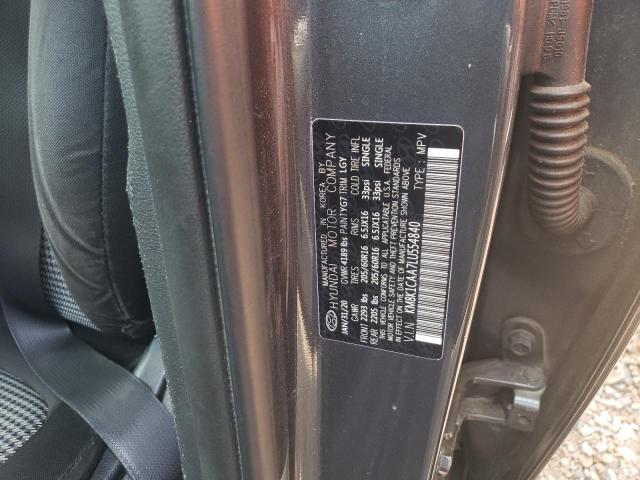 MANUFACTURED IN KOREA BY
HYUNDAI MOTOR COMPANY
JAN/31/20 GVWR 4189 lbs PAINT YG7 TRIM LGY
GAWR TIRES RIMS COLD TIRE INFL.
FRONT 2293 lbs 205/60R16 6.5JX16 33psi SINGLE
REAR 2205 lbs 205/60R16 6.5JX16 33psi SINGLE
THIS VEHICLE CONFORMS TO ALL APPLICABLE U.S.A. FEDERAL
MOTOR VEHICLE SAFETY AND THEFT PREVENTION STANDARDS
IN EFFECT ON THE DATE OF MANUFACTURE SHOWN ABOVE.
V.I.N : KM8K1CAA7LU554840 TYPE : MPV